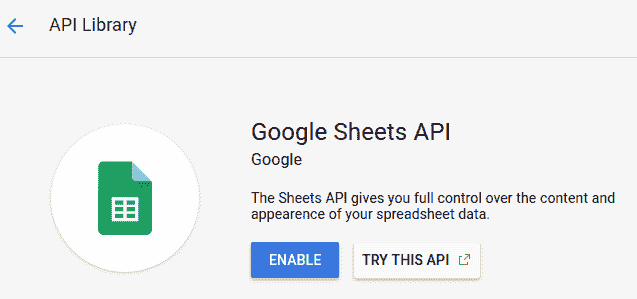 API Library
Google Sheets API
Google
The Sheets API gives you full control over the content and
appearence of your spreadsheet data.
ENABLE
TRY THIS API